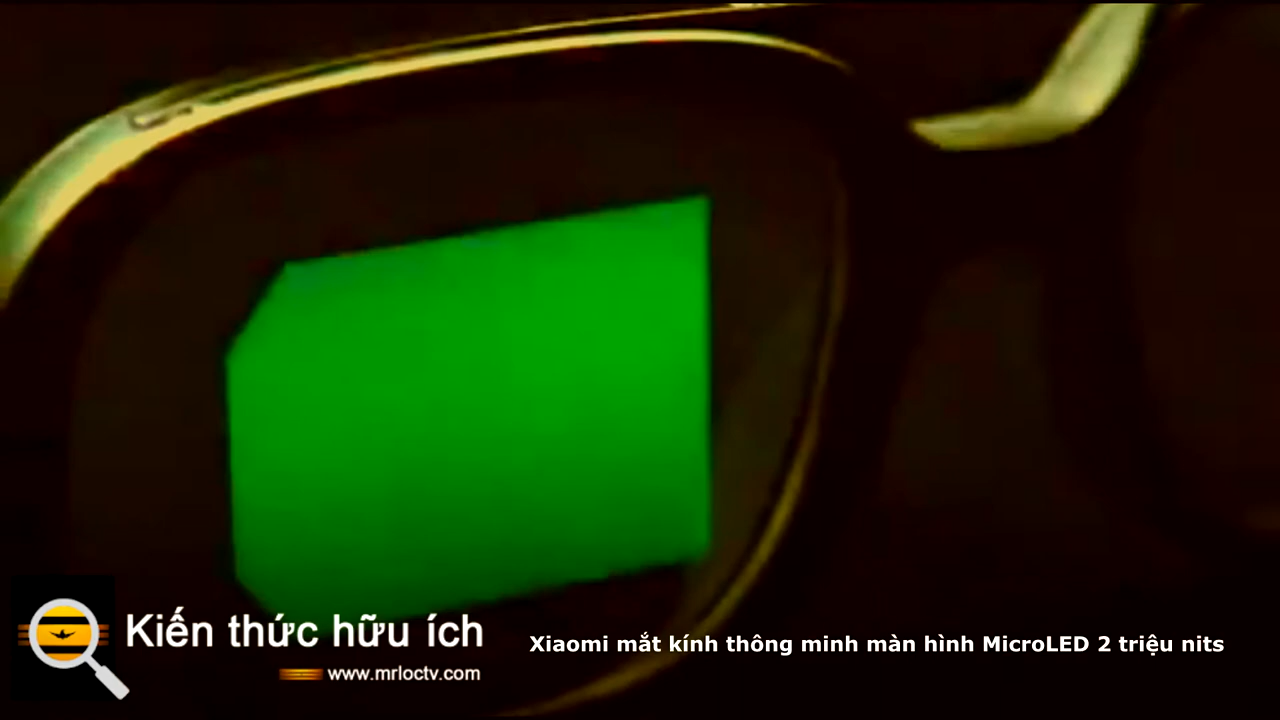 Kiến thức hữu ích
www.mrloctv.com
Xiaomi mắt kính thông minh màn hình MicroLED 2 triệu nits